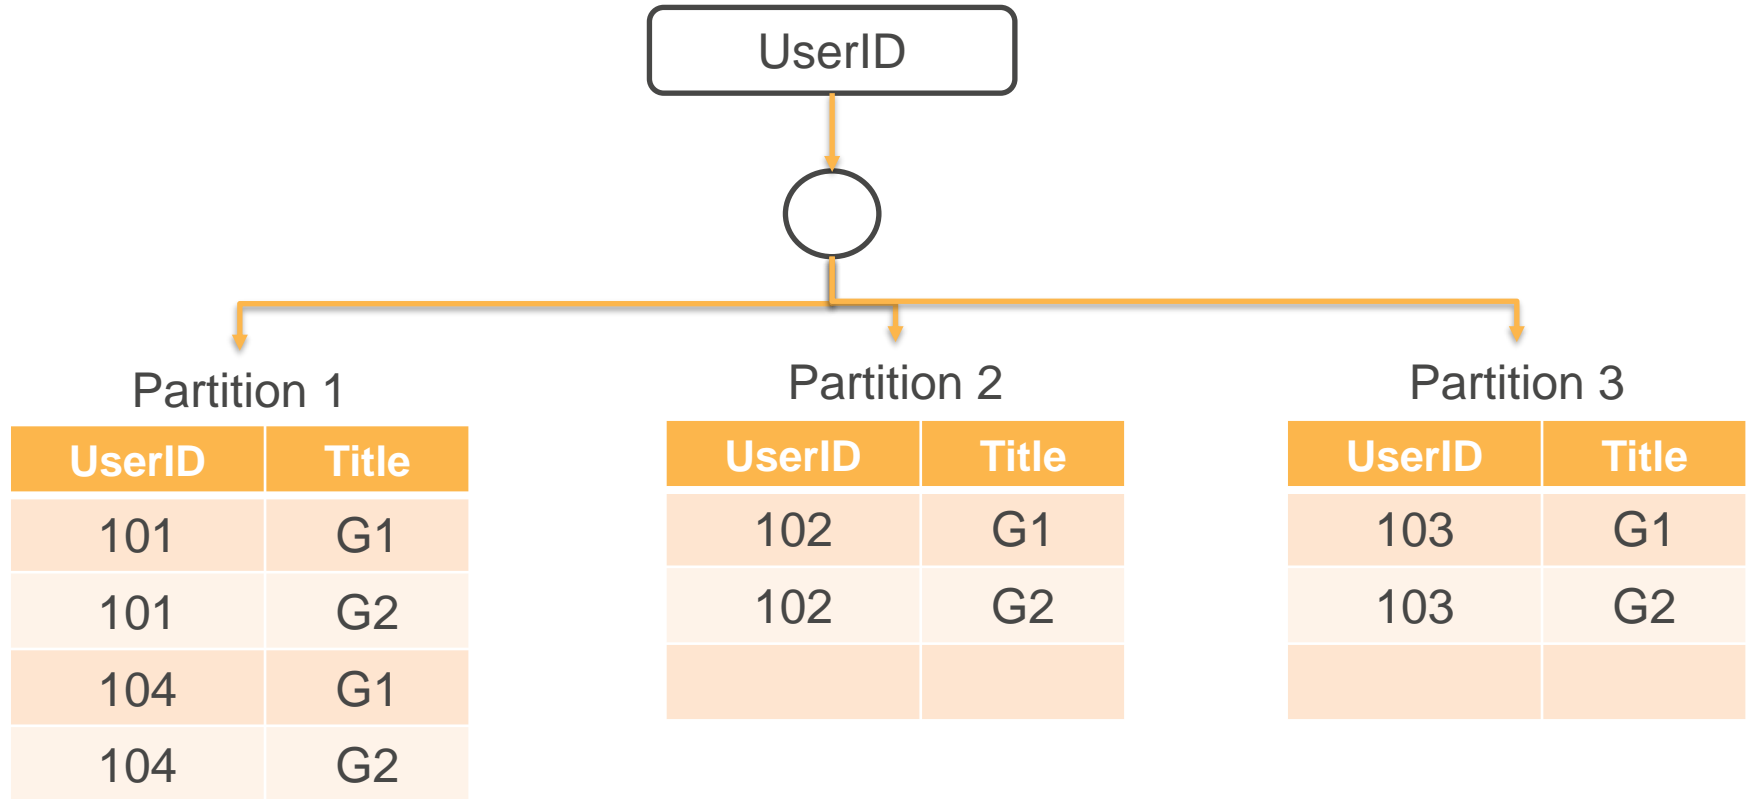 UserID
Partition 1
UserID Title
101 G1
101 G2
104 G1
104 G2
Partition 2
UserID Title
102 G1
102 G2
Partition 3
UserID Title
103 G1
103 G2